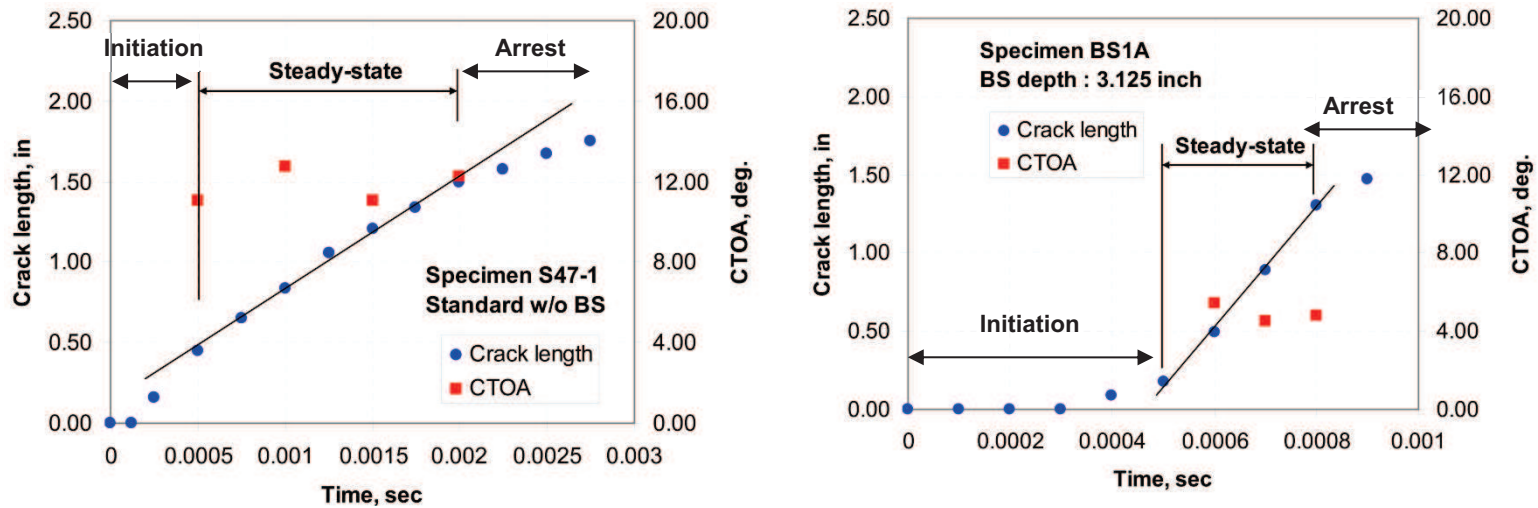 2.50
2.00
1.50
1.00
0.50
0.00
Crack length, in
20.00
16.00
12.00
8.00
4.00
0.00
CTOA, deg.
Initiation
Steady-state
Arrest
Specimen S47-1
Standard w/o BS
Crack length
CTOA
0 0.0005 0.001 0.0015 0.002 0.0025 0.003
Time, sec
2.50
2.00
1.50
1.00
0.50
0.00
Crack length, in
20.00
16.00
12.00
8.00
4.00
0.00
CTOA, deg.
Specimen BS1A
BS depth : 3.125 inch
Arrest
Crack length
CTOA
Steady-state
Initiation
0 0.0002 0.0004 0.0006 0.0008 0.001
Time, sec